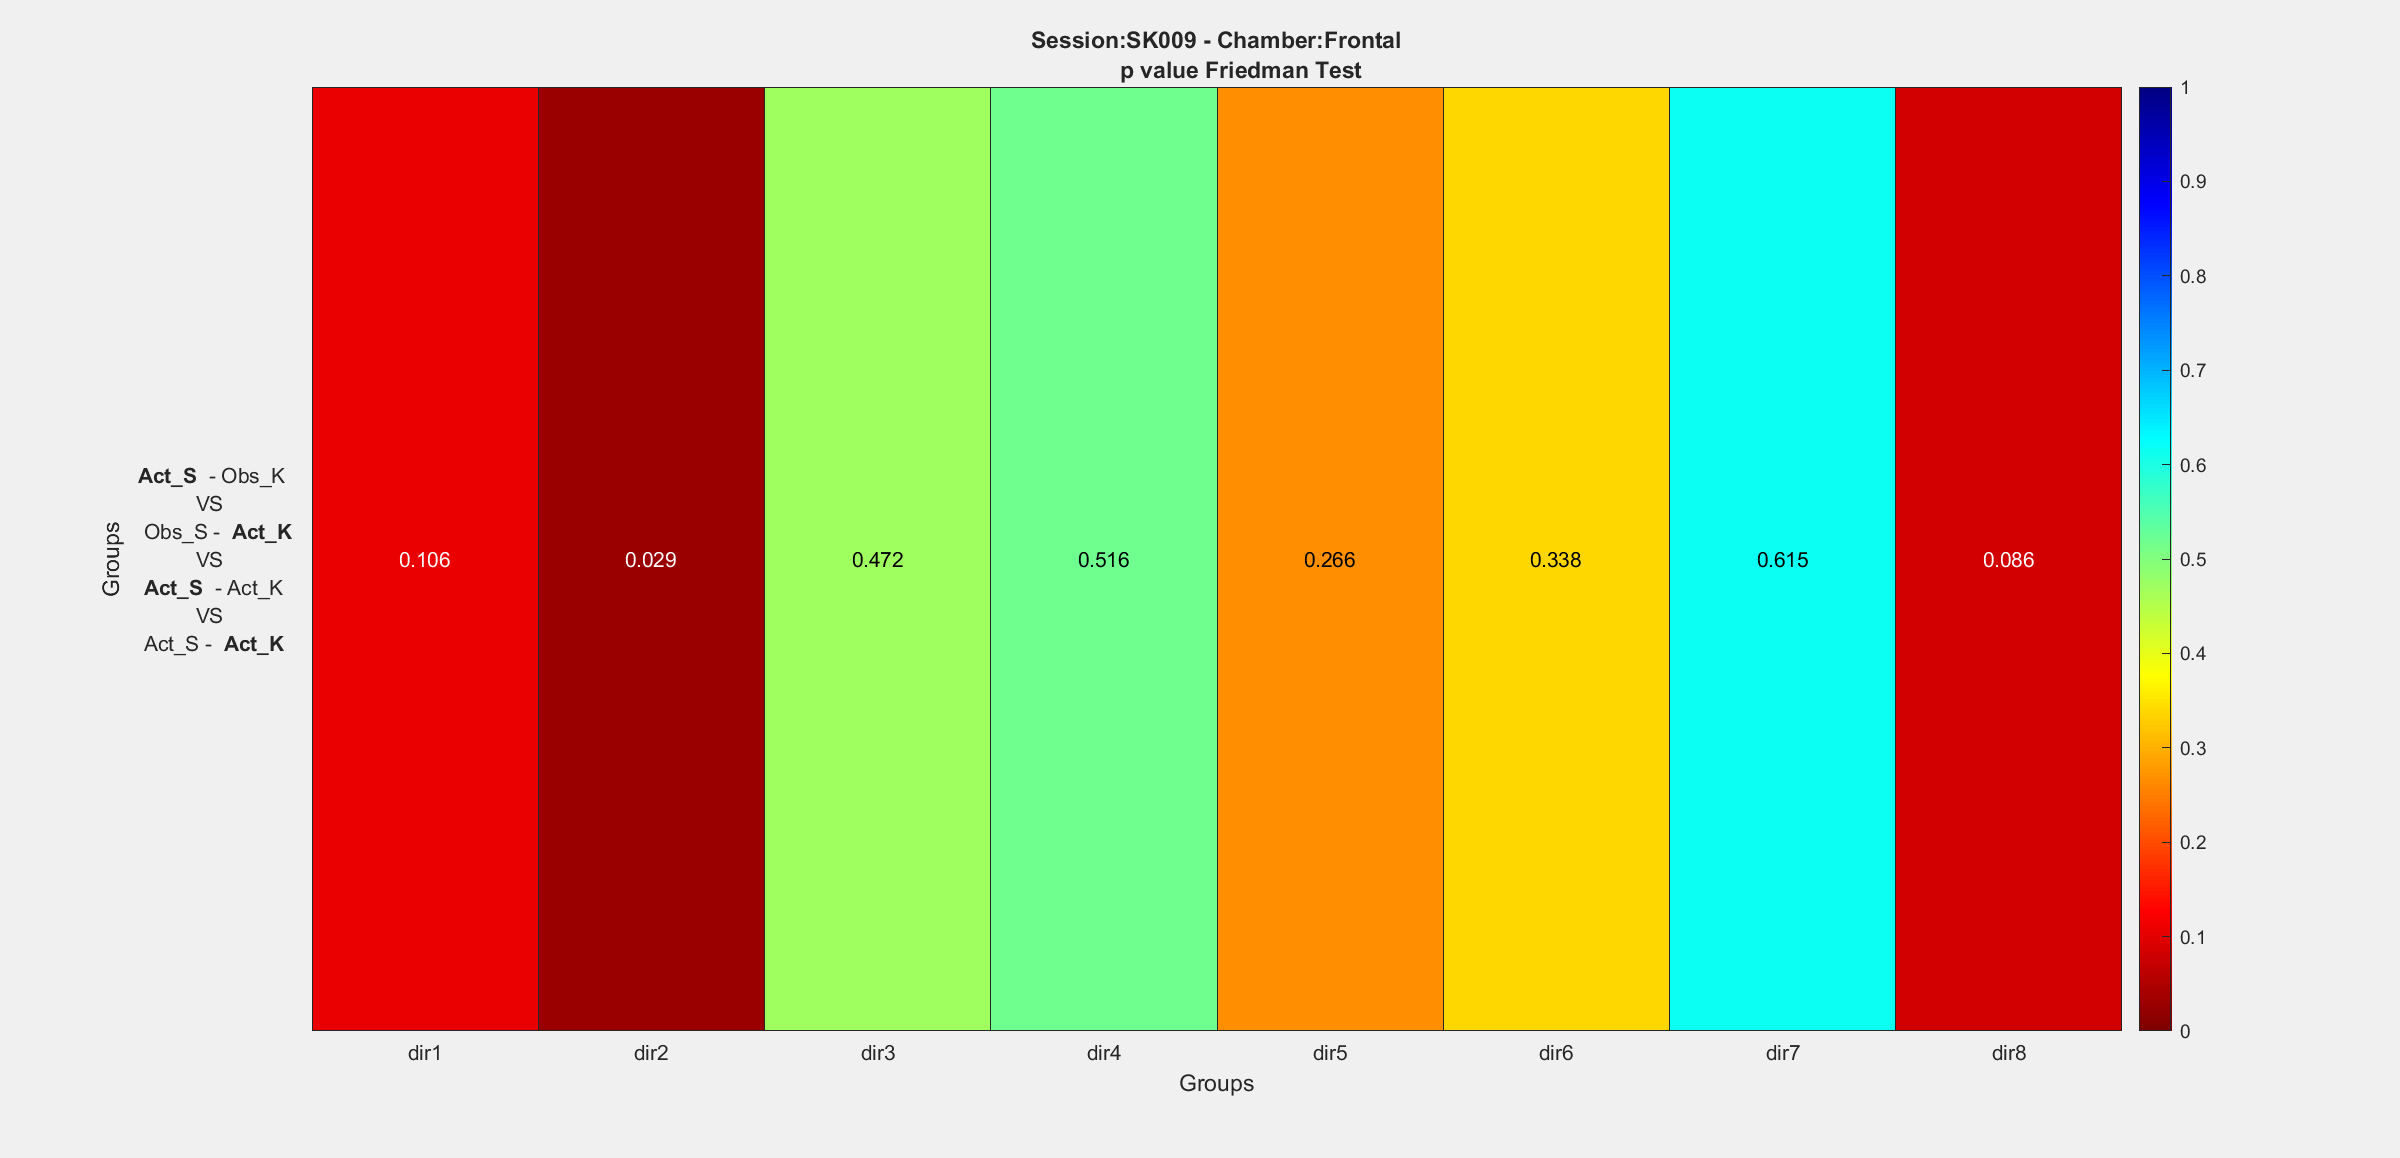 Session:SK009 - Chamber:Frontal
p value Friedman Test
Groups
Act_S - Obs_K
VS
Obs_S - Act_K
VS
Act_S - Act_K
VS
Act_S - Act_K
0.106 0.029 0.472 0.516 0.266 0.338 0.615 0.086
dir1 dir2 dir3 dir4 dir5 dir6 dir7 dir8
Groups
1
0.9
0.8
0.7
0.6
0.5
0.4
0.3
0.2
0.1
0